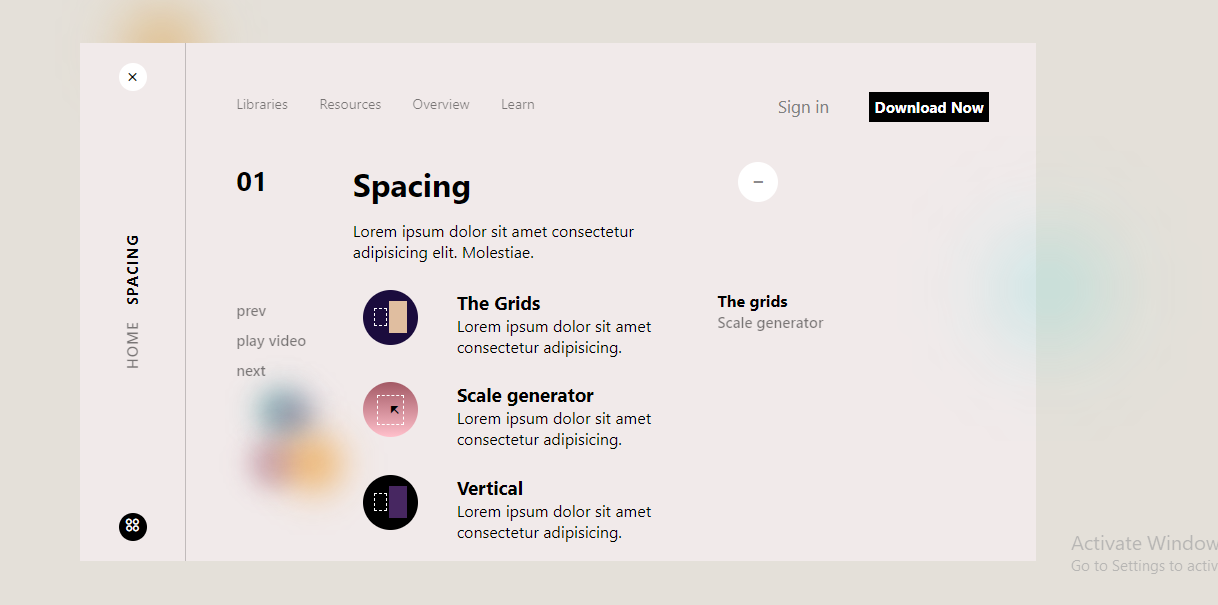 Libraries Resources Overview Learn
Sign in
Download Now
SPACING
HOME
01
Spacing
Lorem ipsum dolor sit amet consectetur
adipisicing elit. Molestiae.
prev
play video
next
The Grids
Lorem ipsum dolor sit amet
consectetur adipisicing.
Scale generator
Lorem ipsum dolor sit amet
consectetur adipisicing.
Vertical
Lorem ipsum dolor sit amet
consectetur adipisicing.
The grids
Scale generator
Activate Window
Go to Settings to activ